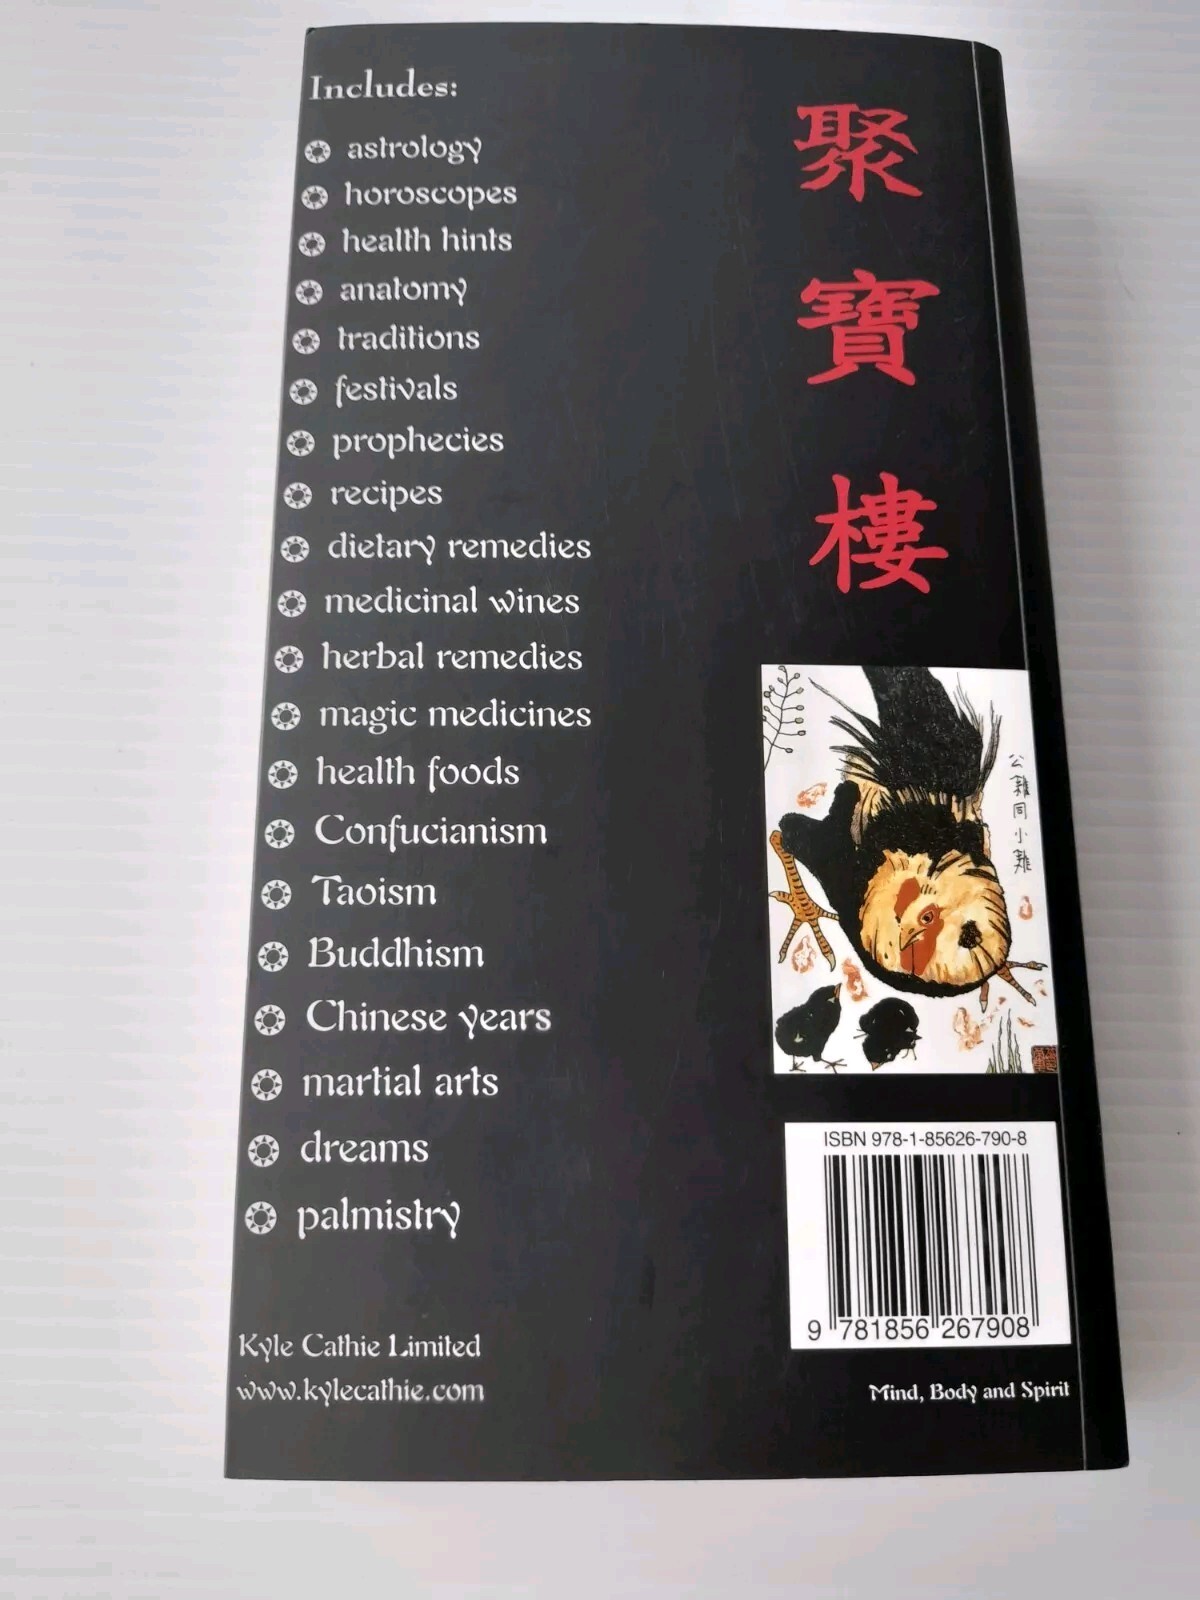 Includes:
astrology
horoscopes
health hints
anatomy
traditions
festivals
prophecies
recipes
dietary remedies
medicinal wines
herbal remedies
magic medicines
health foods
Confucianism
Taoism
Buddhism
Chinese years
martial arts
dreams
palmistry
Kyle Cathie Limited
www.kylecathie.com
聚寶樓
公雞同小雞
ISBN 978-1-85626-790-8
9 781856 267908
Mind, Body and Spirit